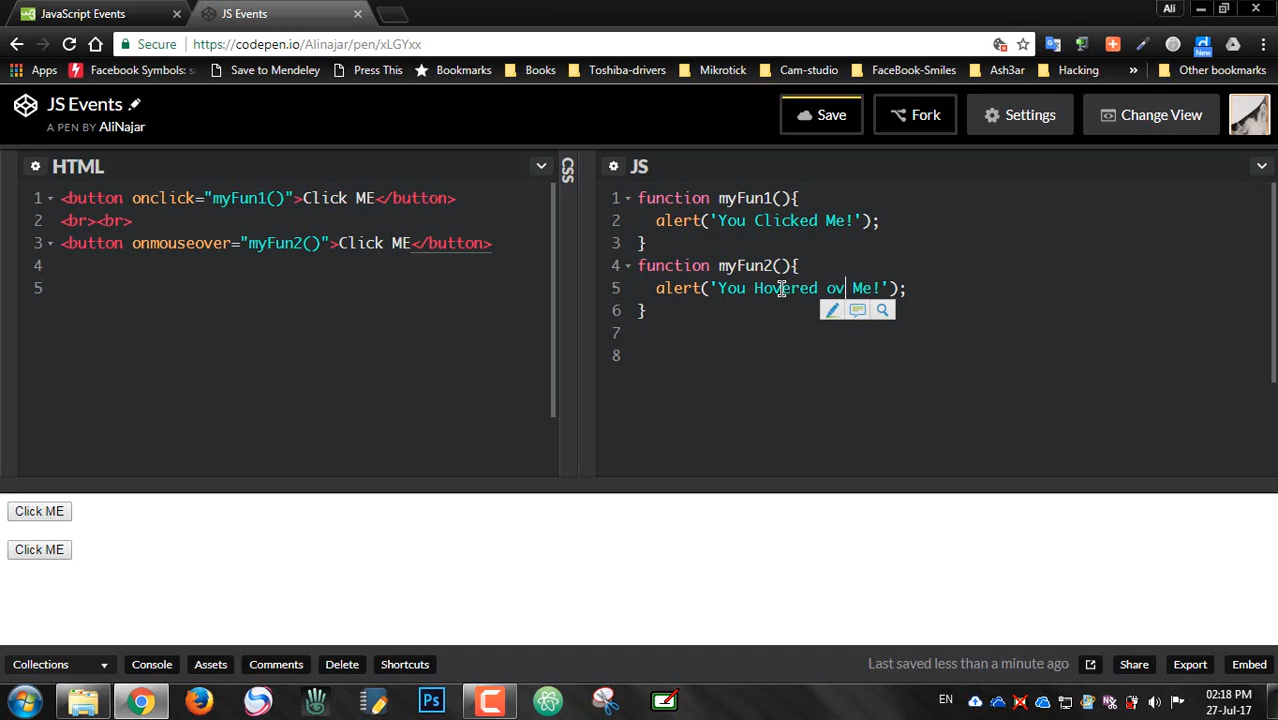 JavaScript Events
JS Events
Ali
Secure
https://codepen.io/Alinajar/pen/xLGYxx
New
Apps
Facebook Symbols: s
Save to Mendeley
Press This
Bookmarks
Books
Toshiba-drivers
Mikrotick
Cam-studio
FaceBook-Smiles
Ash3ar
Hacking
»
Other bookmarks
JS Events
A PEN BY AliNajar
Save
Fork
Settings
Change View
HTML
CSS
JS
1 <button onclick="myFun1()">Click ME</button>
2 <br><br>
3 <button onmouseover="myFun2()">Click ME</button>
4
5
1 function myFun1(){
2 alert('You Clicked Me!');
3 }
4 function myFun2(){
5 alert('You Hovered ov Me!');
6 }
7
8
Click ME
Click ME
Collections
Console
Assets
Comments
Delete
Shortcuts
Last saved less than a minute ago
Share
Export
Embed
Ps
EN
02:18 PM
27-Jul-17